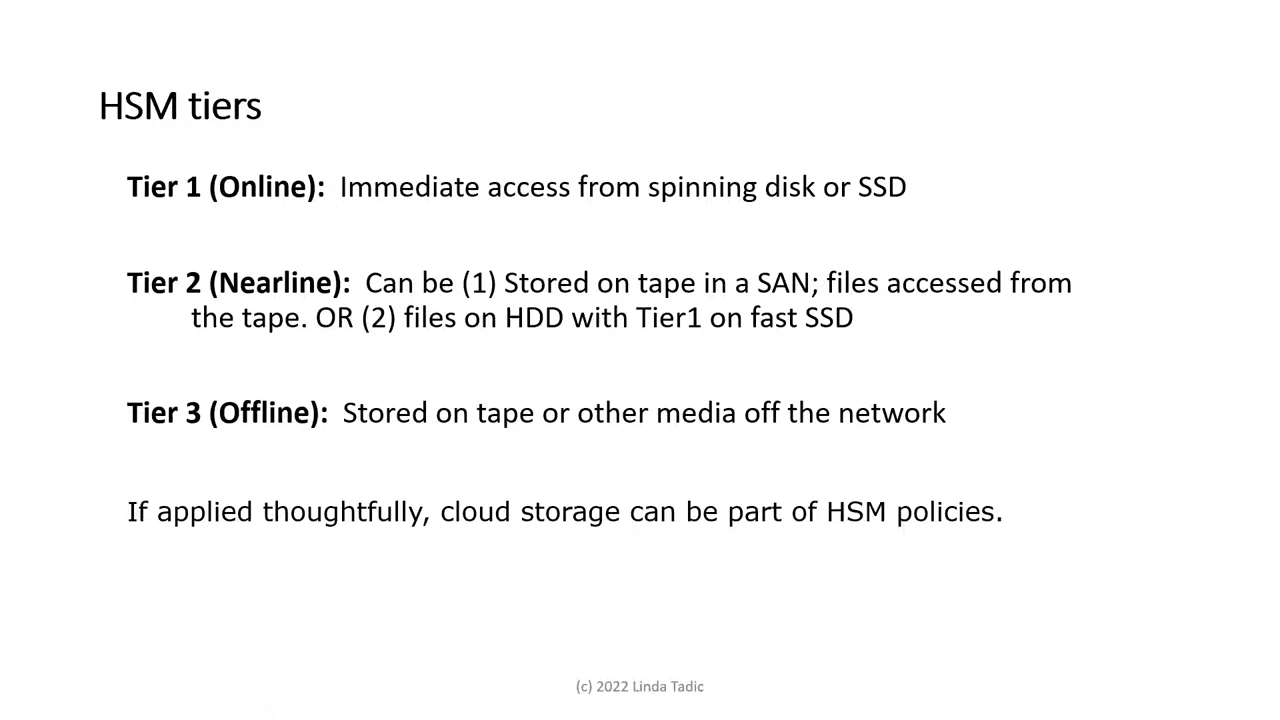 HSM tiers
Tier 1 (Online):  Immediate access from spinning disk or SSD
Tier 2 (Nearline):  Can be (1) Stored on tape in a SAN; files accessed from
the tape. OR (2) files on HDD with Tier1 on fast SSD
Tier 3 (Offline):  Stored on tape or other media off the network
If applied thoughtfully, cloud storage can be part of HSM policies.
(c) 2022 Linda Tadic